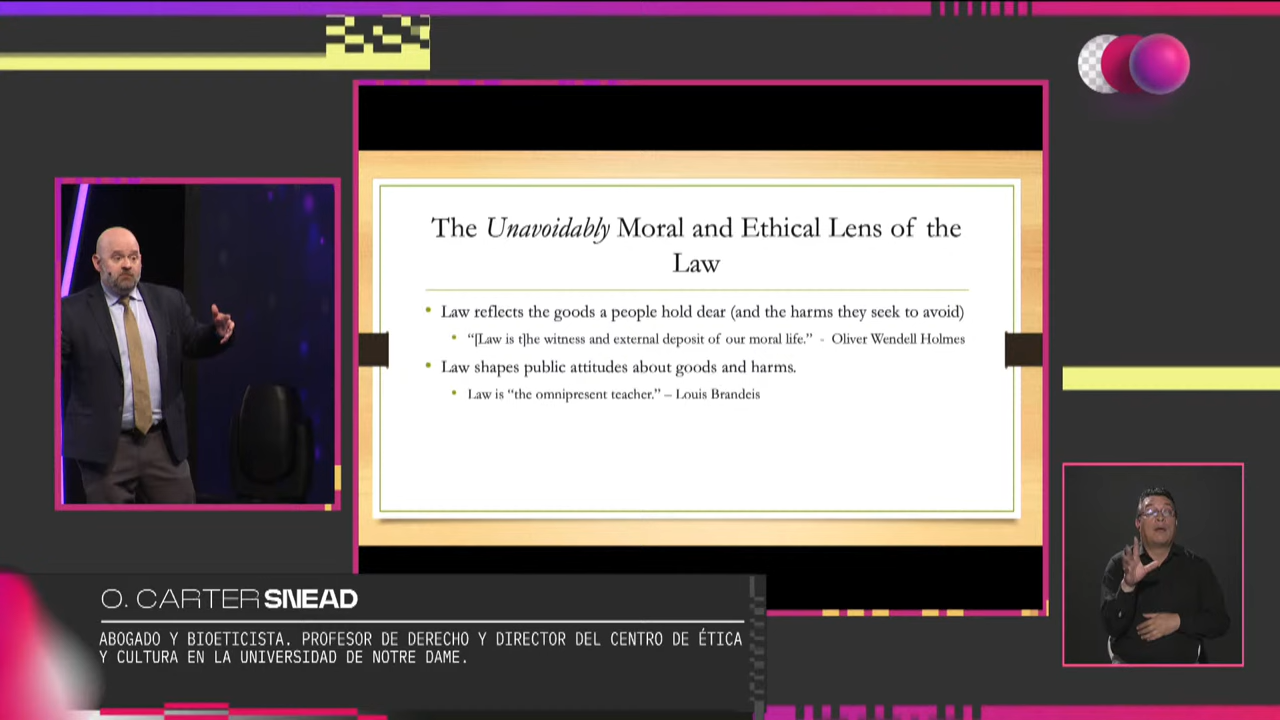 The Unavoidably Moral and Ethical Lens of the
Law
• Law reflects the goods a people hold dear (and the harms they seek to avoid)
• “[Law is t]he witness and external deposit of our moral life.” - Oliver Wendell Holmes
• Law shapes public attitudes about goods and harms.
• Law is “the omnipresent teacher.” – Louis Brandeis
O. CARTER SNEAD
ABOGADO Y BIOETICISTA. PROFESOR DE DERECHO Y DIRECTOR DEL CENTRO DE ÉTICA
Y CULTURA EN LA UNIVERSIDAD DE NOTRE DAME.